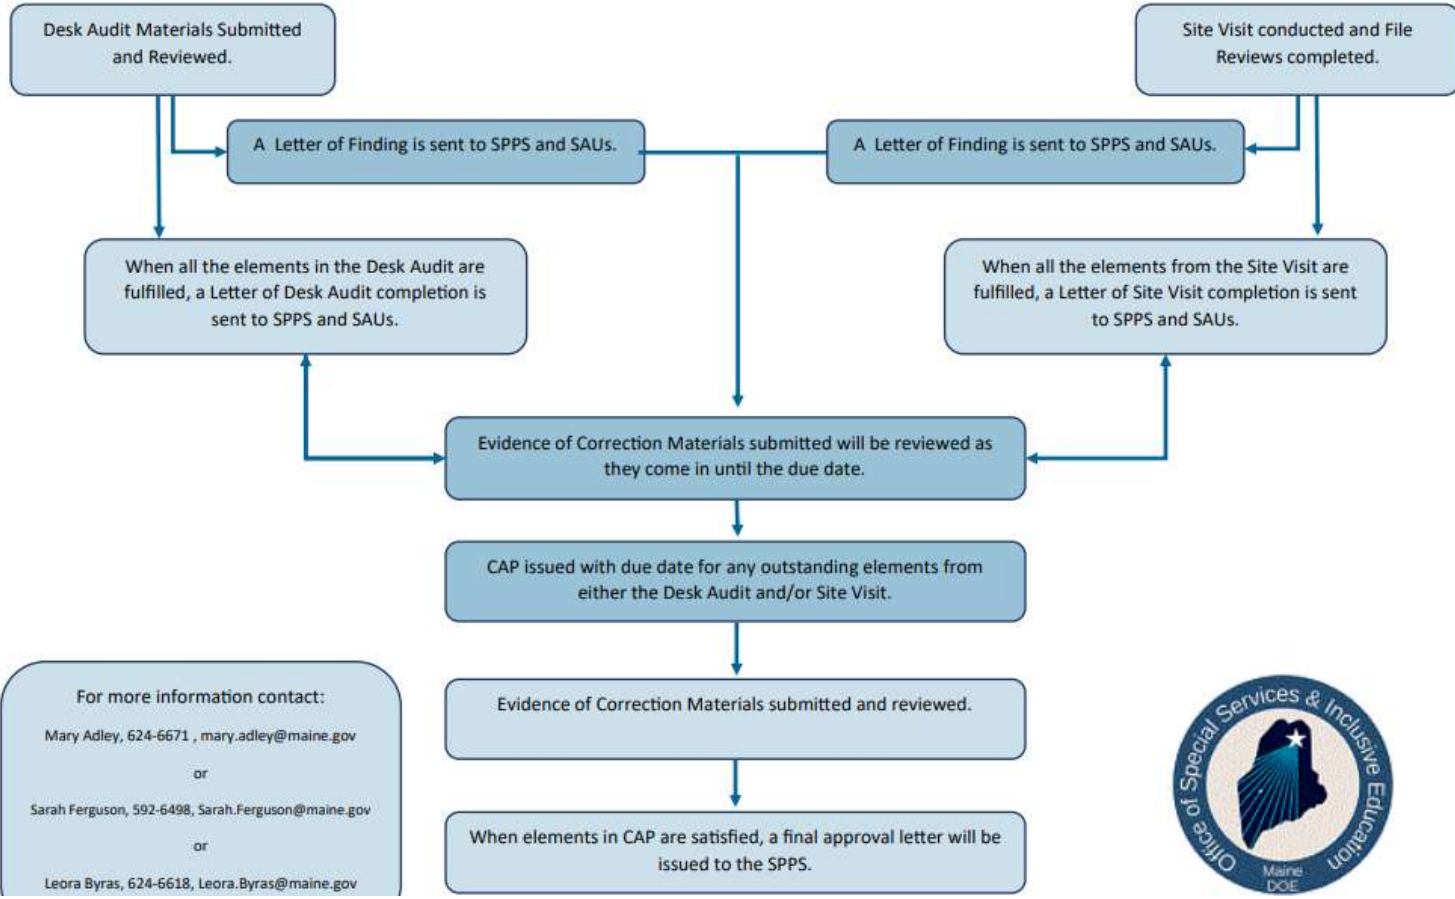 Desk Audit Materials Submitted
and Reviewed.
Site Visit conducted and File
Reviews completed.
A Letter of Finding is sent to SPPS and SAUs.
A Letter of Finding is sent to SPPS and SAUs.
When all the elements in the Desk Audit are
fulfilled, a Letter of Desk Audit completion is
sent to SPPS and SAUs.
When all the elements from the Site Visit are
fulfilled, a Letter of Site Visit completion is sent
to SPPS and SAUs.
Evidence of Correction Materials submitted will be reviewed as
they come in until the due date.
CAP issued with due date for any outstanding elements from
either the Desk Audit and/or Site Visit.
Evidence of Correction Materials submitted and reviewed.
When elements in CAP are satisfied, a final approval letter will be
issued to the SPPS.
For more information contact:
Mary Adley, 624-6671 , mary.adley@maine.gov
or
Sarah Ferguson, 592-6498, Sarah.Ferguson@maine.gov
or
Leora Byras, 624-6618, Leora.Byras@maine.gov
Office of Special Services & Inclusive Education
Maine
DOE